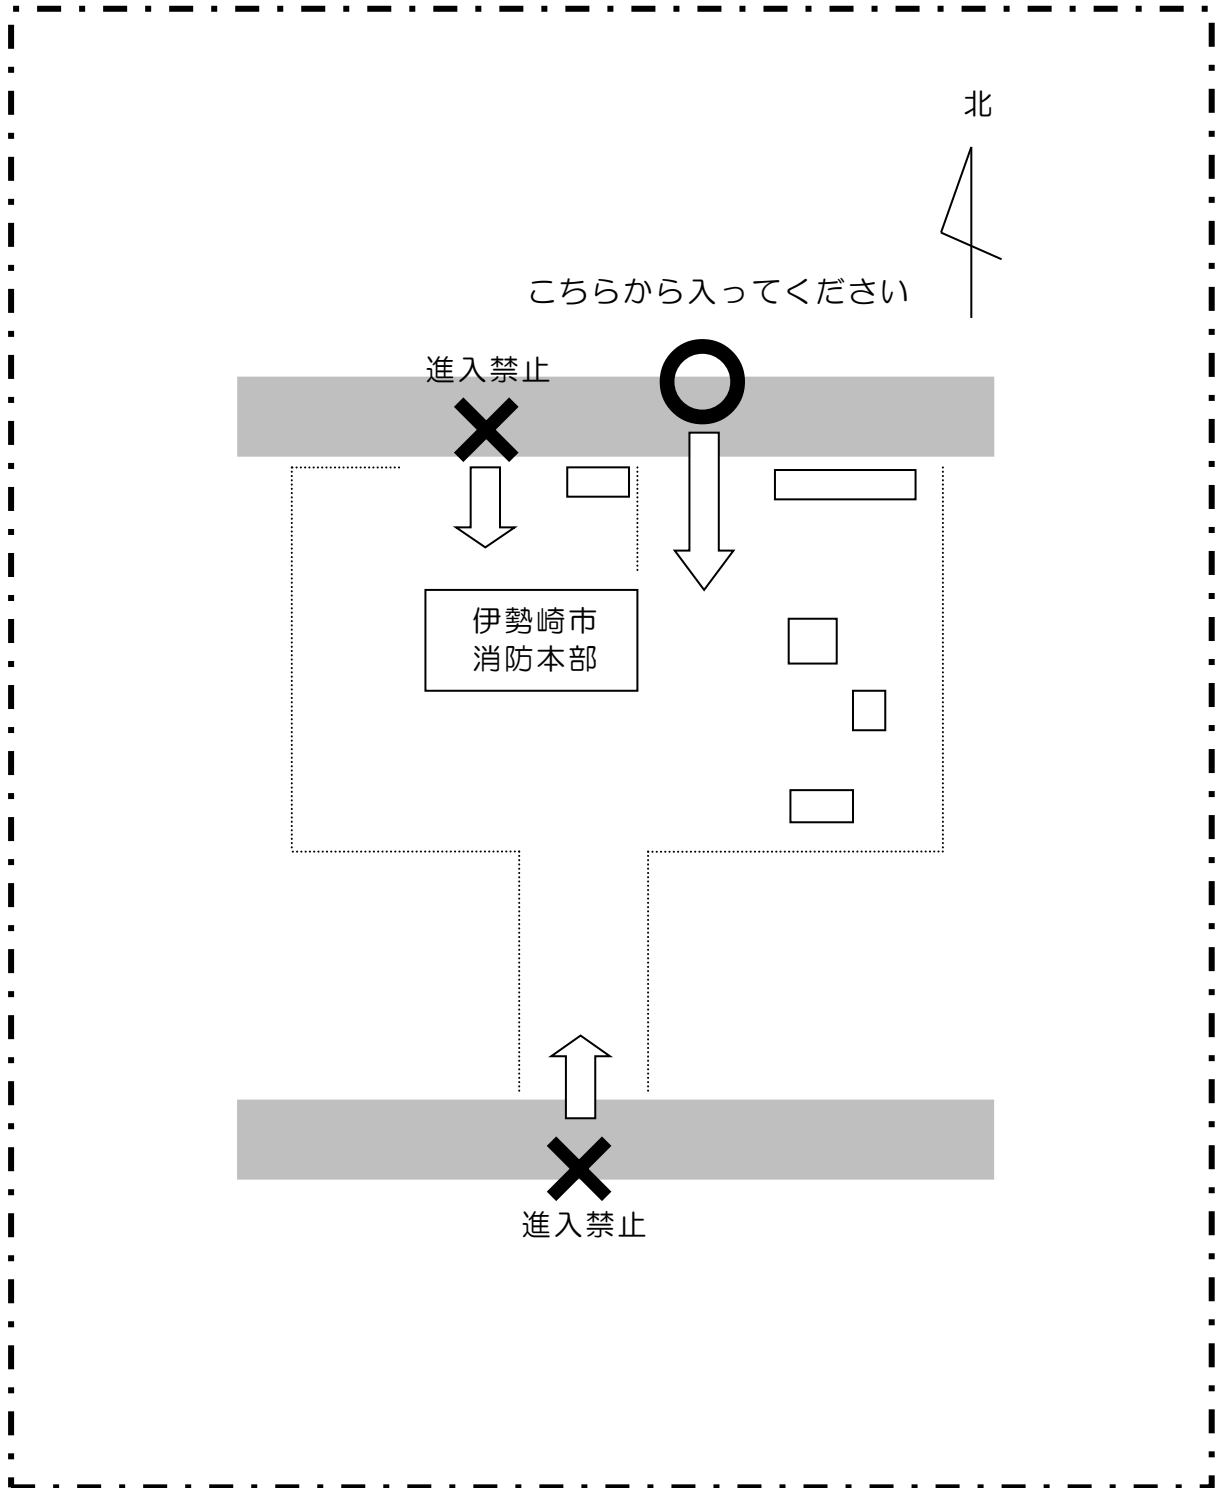 北
こちらから入ってください
進入禁止
伊勢崎市
消防本部
進入禁止